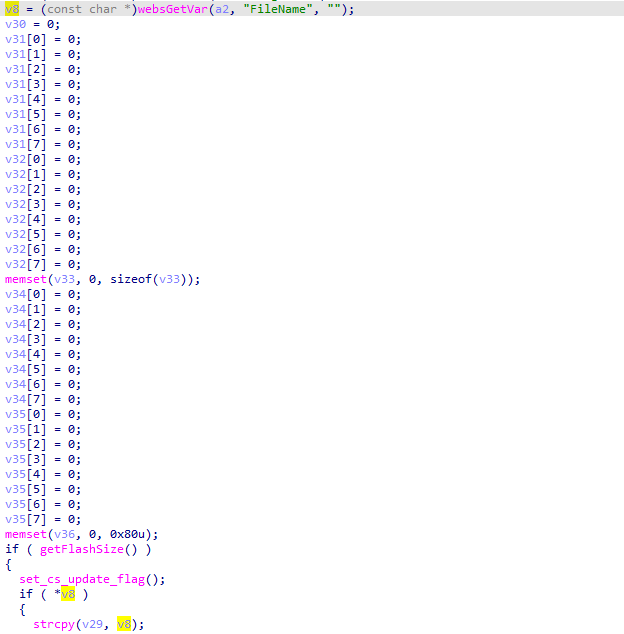 v8 = (const char *)websGetVar(a2, "FileName", "");
v30 = 0;
v31[0] = 0;
v31[1] = 0;
v31[2] = 0;
v31[3] = 0;
v31[4] = 0;
v31[5] = 0;
v31[6] = 0;
v31[7] = 0;
v32[0] = 0;
v32[1] = 0;
v32[2] = 0;
v32[3] = 0;
v32[4] = 0;
v32[5] = 0;
v32[6] = 0;
v32[7] = 0;
memset(v33, 0, sizeof(v33));
v34[0] = 0;
v34[1] = 0;
v34[2] = 0;
v34[3] = 0;
v34[4] = 0;
v34[5] = 0;
v34[6] = 0;
v34[7] = 0;
v35[0] = 0;
v35[1] = 0;
v35[2] = 0;
v35[3] = 0;
v35[4] = 0;
v35[5] = 0;
v35[6] = 0;
v35[7] = 0;
memset(v36, 0, 0x80u);
if ( getFlashSize() )
{
set_cs_update_flag();
if ( *v8 )
{
strcpy(v29, v8);